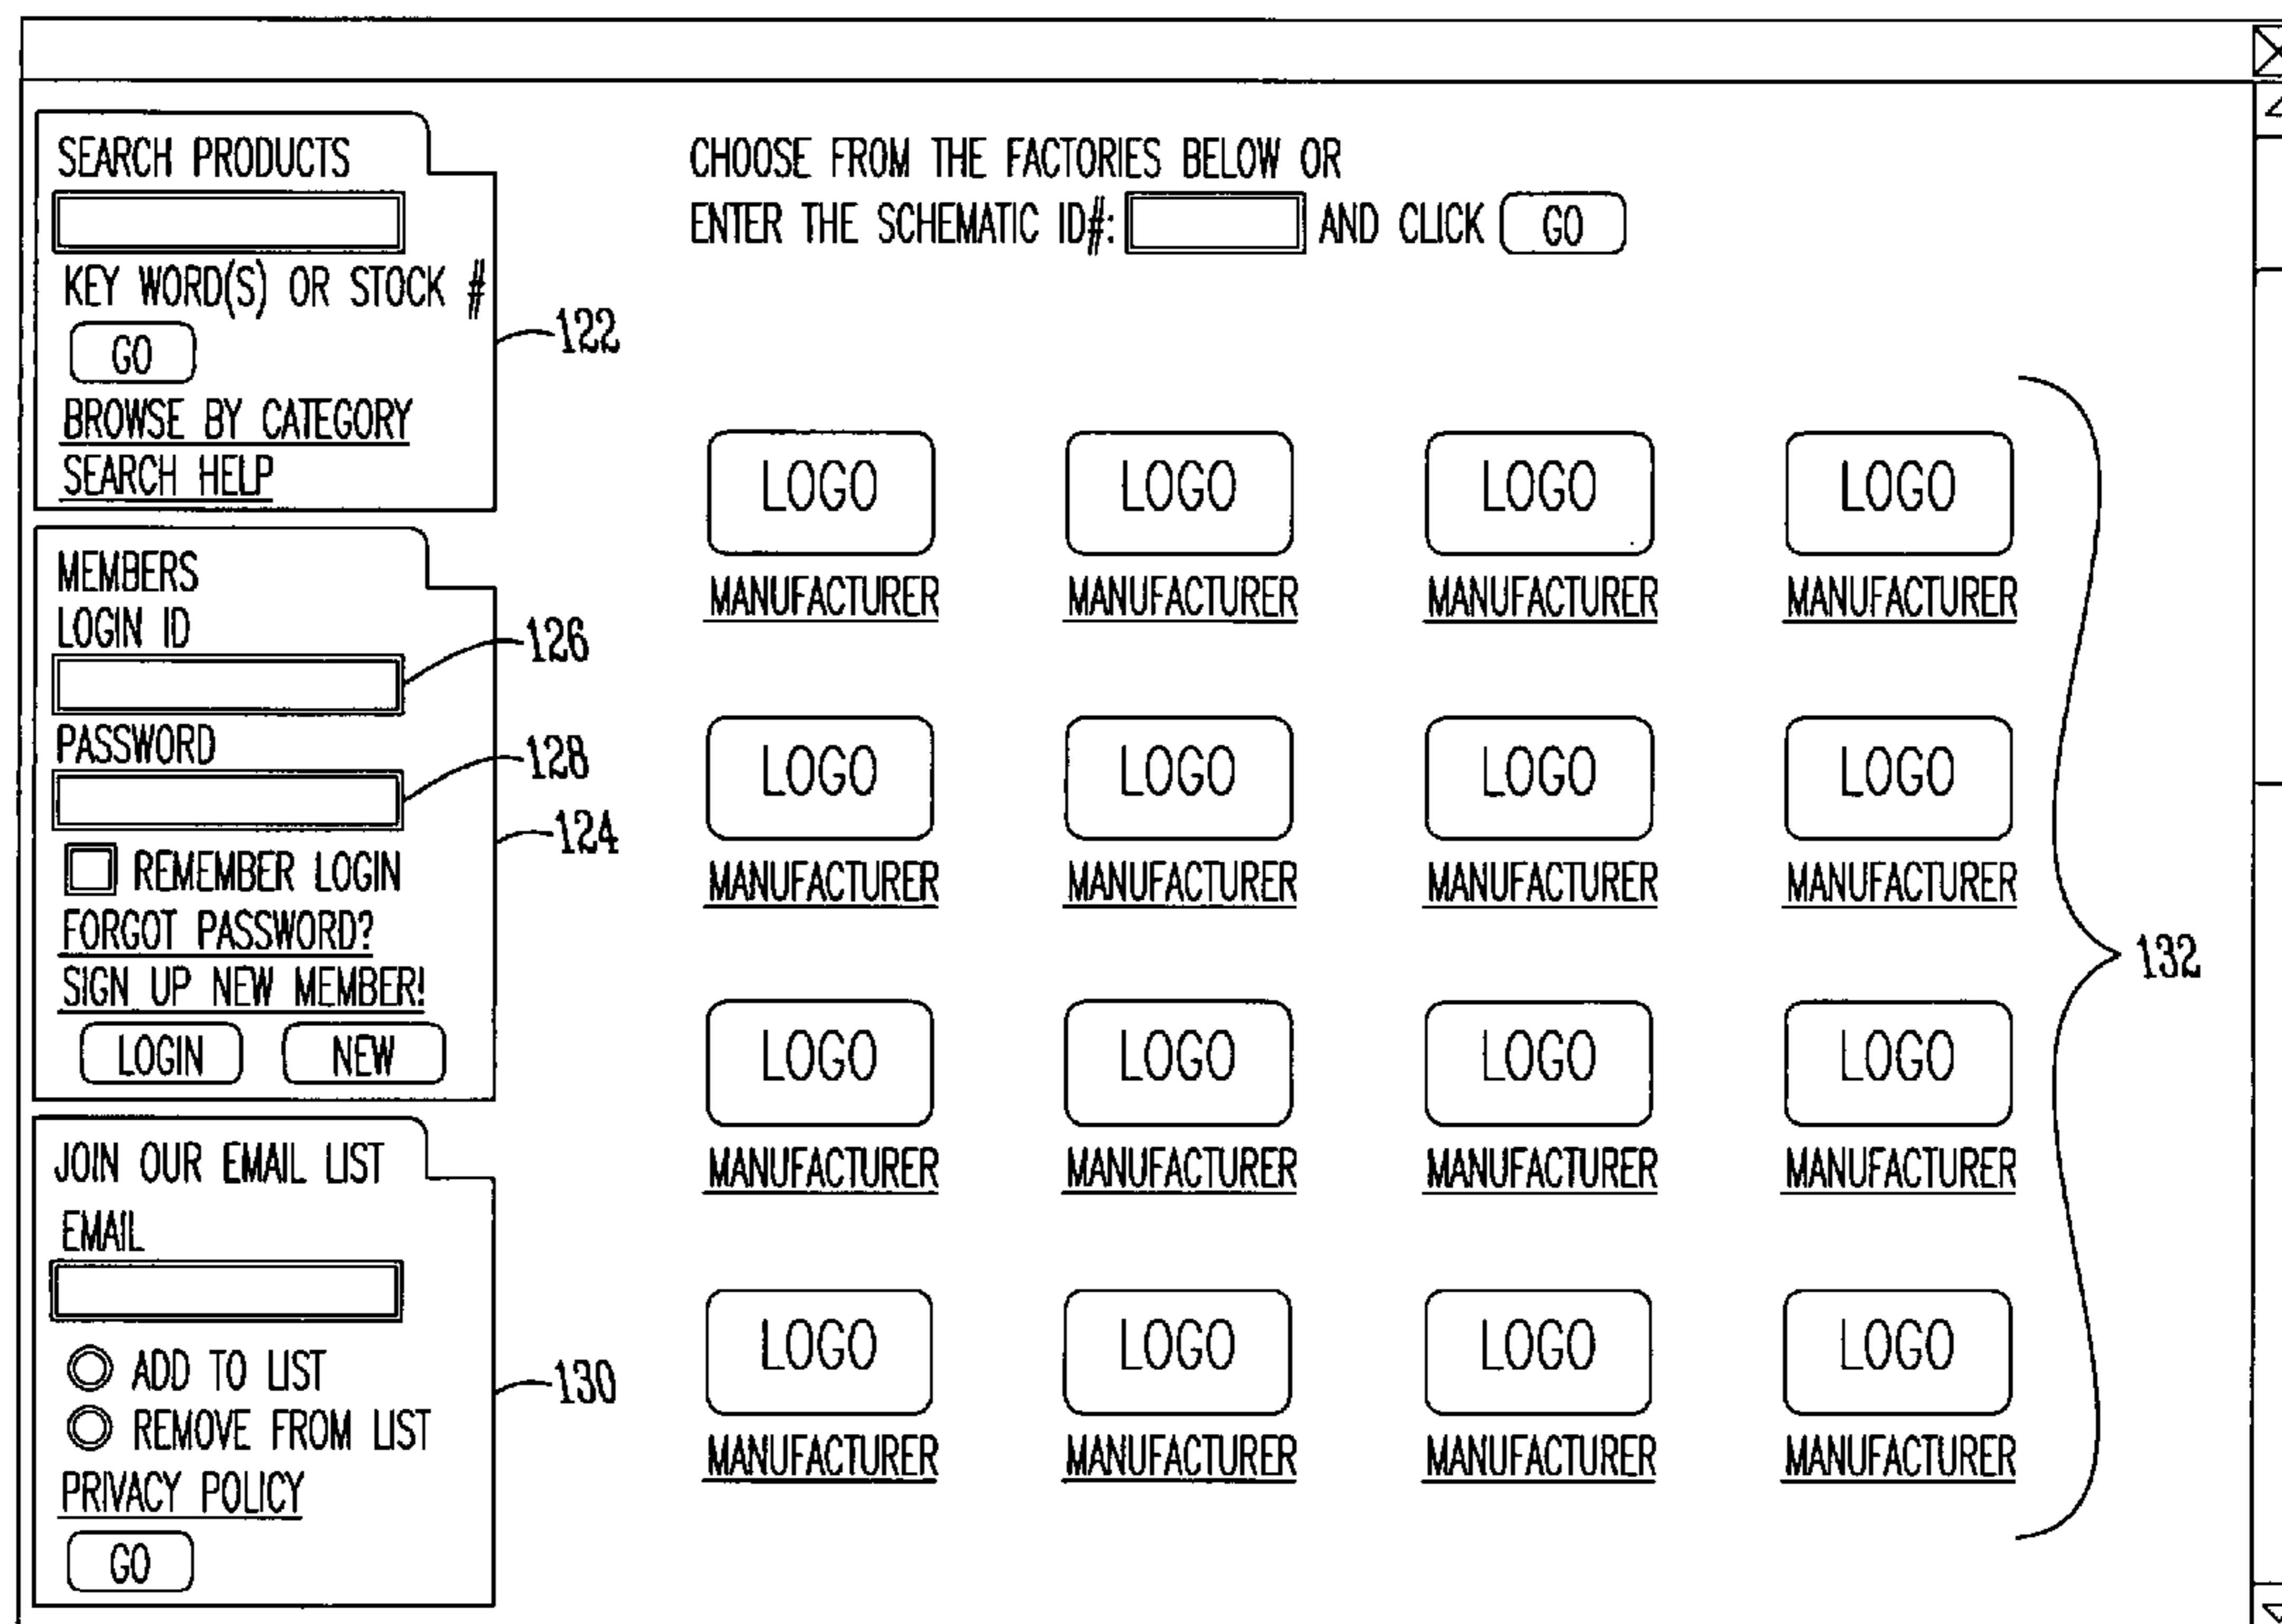 SEARCH PRODUCTS
KEY WORD(S) OR STOCK #
GO
BROWSE BY CATEGORY
SEARCH HELP
122
MEMBERS
LOGIN ID
126
PASSWORD
128
124
REMEMBER LOGIN
FORGOT PASSWORD?
SIGN UP NEW MEMBER!
LOGIN NEW
JOIN OUR EMAIL LIST
EMAIL
ADD TO LIST
130
REMOVE FROM LIST
PRIVACY POLICY
GO
CHOOSE FROM THE FACTORIES BELOW OR
ENTER THE SCHEMATIC ID#: AND CLICK GO
LOGO LOGO LOGO LOGO
MANUFACTURER MANUFACTURER MANUFACTURER MANUFACTURER
LOGO LOGO LOGO LOGO
MANUFACTURER MANUFACTURER MANUFACTURER MANUFACTURER
132
LOGO LOGO LOGO LOGO
MANUFACTURER MANUFACTURER MANUFACTURER MANUFACTURER
LOGO LOGO LOGO LOGO
MANUFACTURER MANUFACTURER MANUFACTURER MANUFACTURER